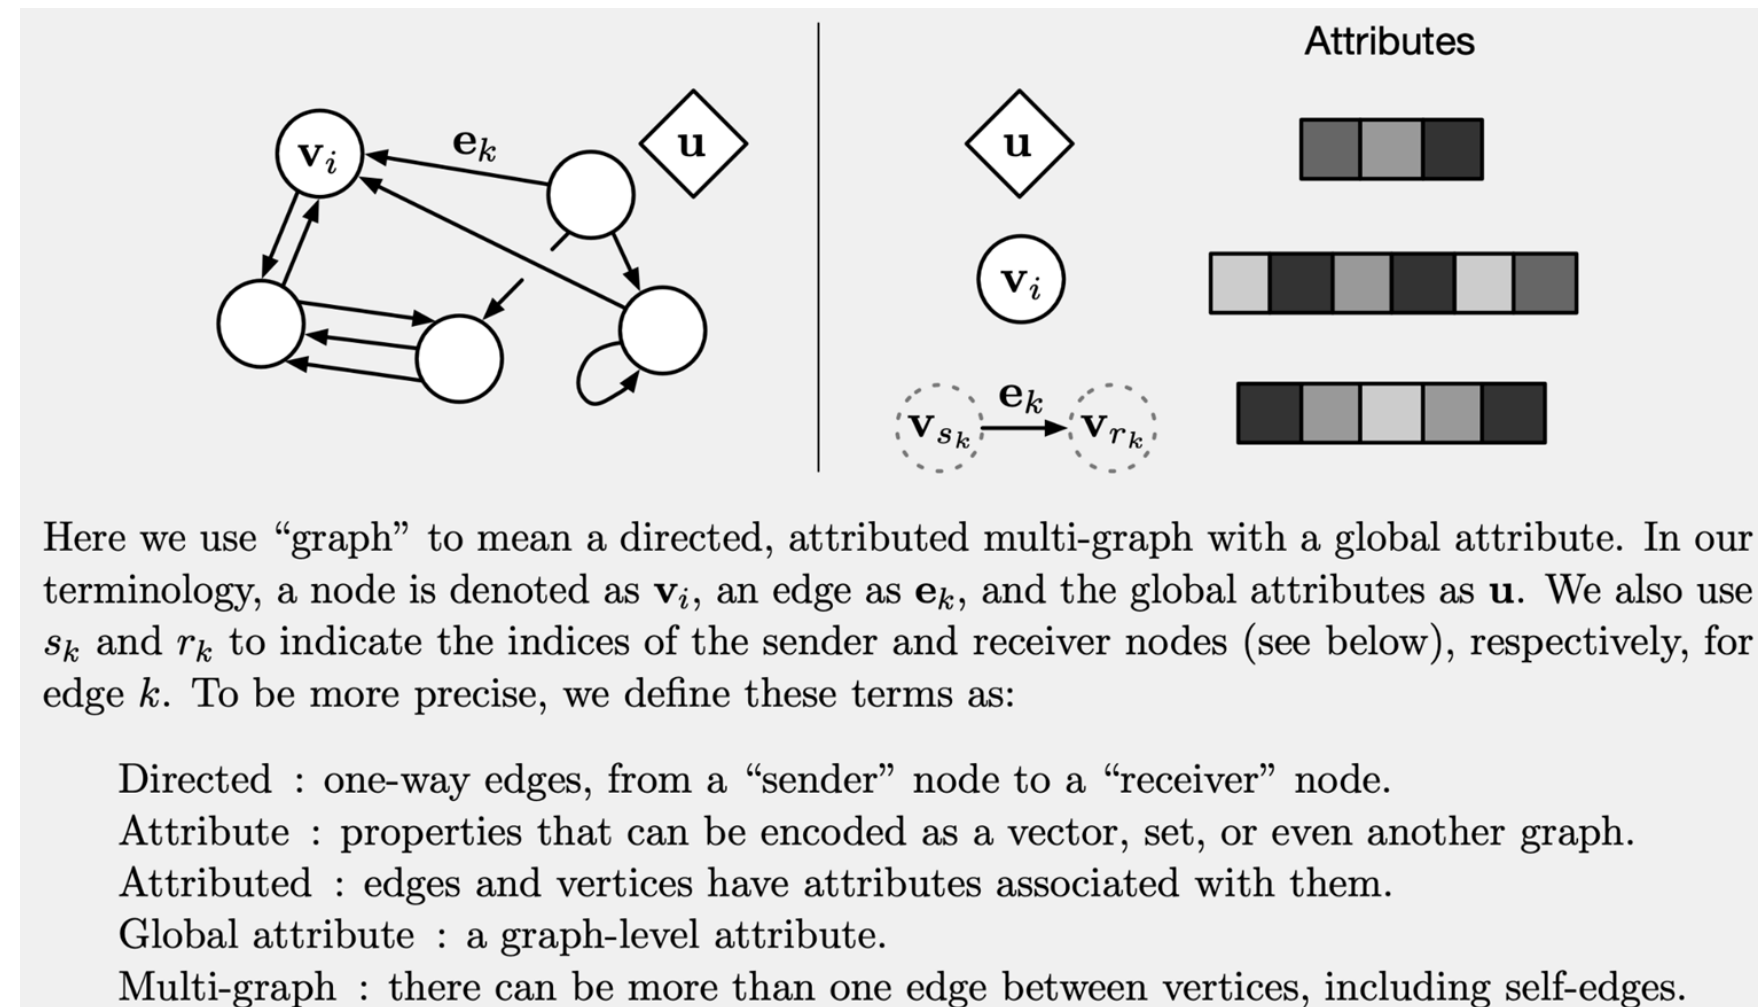 Attributes
v_i
e_k
u
u
v_i
v_{s_k} e_k v_{r_k}
Here we use “graph” to mean a directed, attributed multi-graph with a global attribute. In our
terminology, a node is denoted as v_i, an edge as e_k, and the global attributes as u. We also use
s_k and r_k to indicate the indices of the sender and receiver nodes (see below), respectively, for
edge k. To be more precise, we define these terms as:
Directed : one-way edges, from a “sender” node to a “receiver” node.
Attribute : properties that can be encoded as a vector, set, or even another graph.
Attributed : edges and vertices have attributes associated with them.
Global attribute : a graph-level attribute.
Multi-graph : there can be more than one edge between vertices, including self-edges.